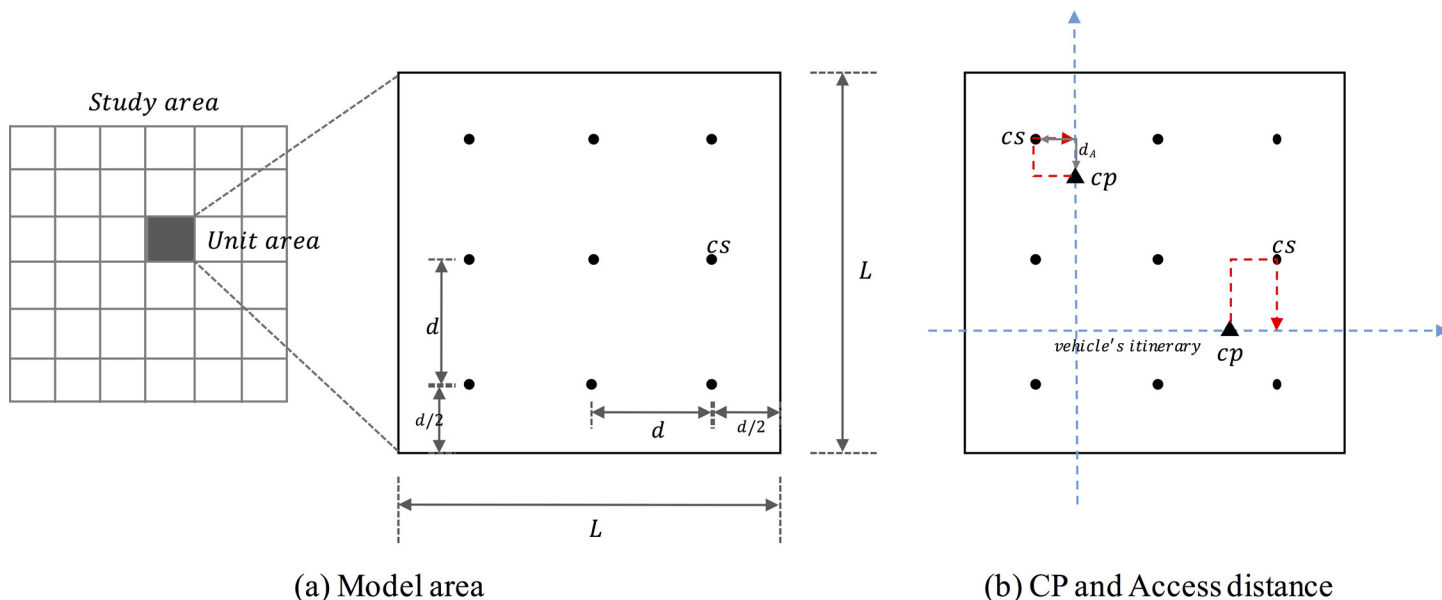 Study area
Unit area
cs
d
d/2
d
d/2
L
L
(a) Model area
cs
d_A
cp
cs
vehicle's itinerary
cp
(b) CP and Access distance